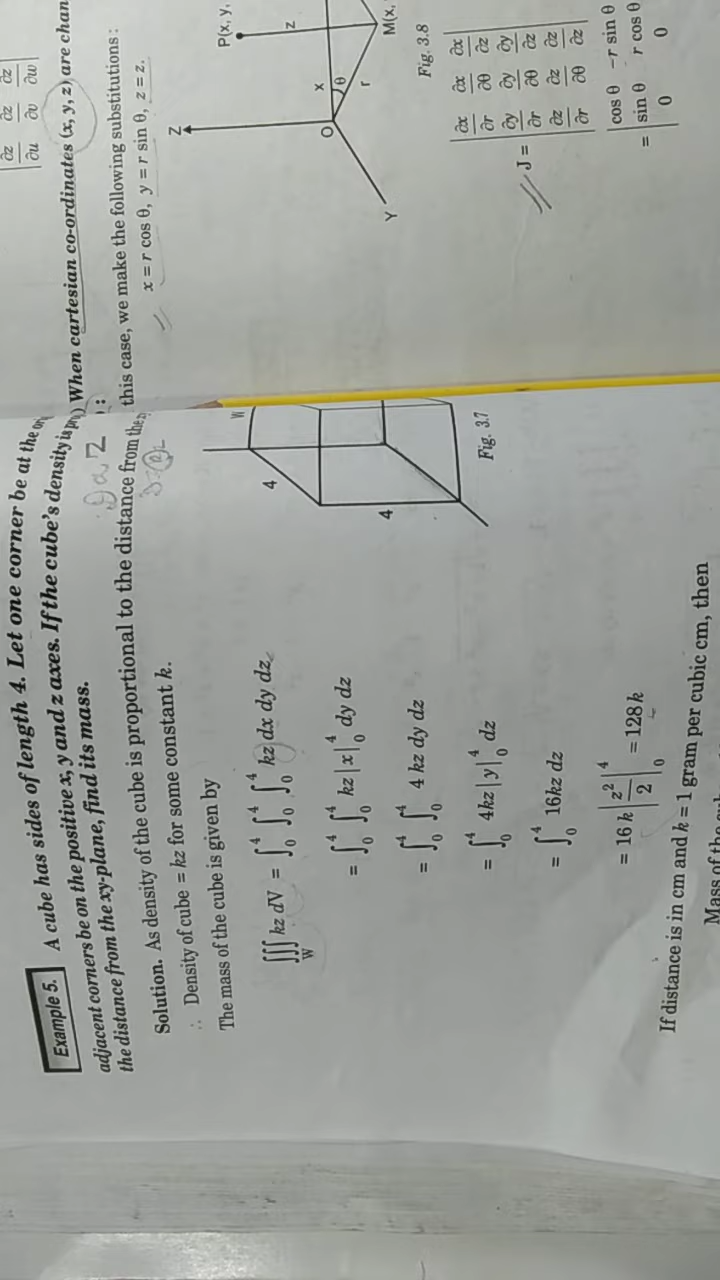 Example 5. A cube has sides of length 4. Let one corner be at the
adjacent corners be on the positive x, y and z axes. If the cube's density is
the distance from the xy-plane, find its mass.
Solution. As density of the cube is proportional to the distance from the
∴ Density of cube = kz for some constant k.
The mass of the cube is given by
∭_W kz dV = ∫₀⁴ ∫₀⁴ ∫₀⁴ kz dx dy dz
= ∫₀⁴ ∫₀⁴ kz |x|₀⁴ dy dz
= ∫₀⁴ ∫₀⁴ 4 kz dy dz
= ∫₀⁴ 4kz |y|₀⁴ dz
= ∫₀⁴ 16kz dz
= 16 k |z²/2|₀⁴ = 128 k
If distance is in cm and k = 1 gram per cubic cm, then
Mass of the
W
4
4
Fig. 3.7
∂z/∂u ∂z/∂v ∂z/∂w
When cartesian co-ordinates (x, y, z) are
this case, we make the following substitutions :
x = r cos θ, y = r sin θ, z = z.
Z
P(x, y,
z
O
x
θ
r
Y
M(x,
Fig. 3.8
J = | ∂x/∂r ∂x/∂θ ∂x/∂z |
| ∂y/∂r ∂y/∂θ ∂y/∂z |
| ∂z/∂r ∂z/∂θ ∂z/∂z |
= | cos θ −r sin θ
| sin θ r cos θ
| 0 0